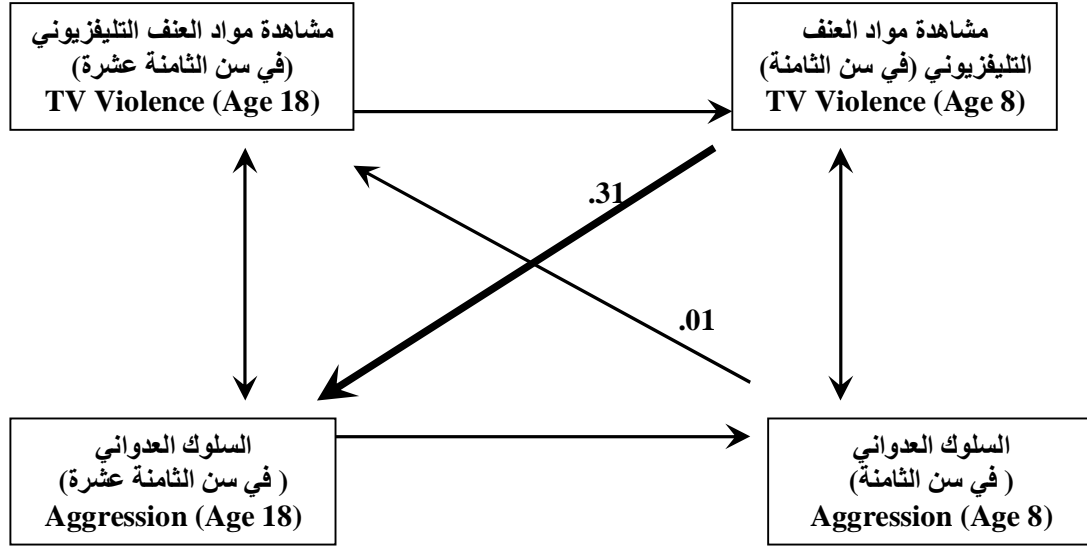 مشاهدة مواد العنف
التليفزيوني (في سن الثامنة)
TV Violence (Age 8)
مشاهدة مواد العنف التليفزيوني
(في سن الثامنة عشرة)
TV Violence (Age 18)
.31
.01
السلوك العدواني
( في سن الثامنة)
Aggression (Age 8)
السلوك العدواني
( في سن الثامنة عشرة)
Aggression (Age 18)